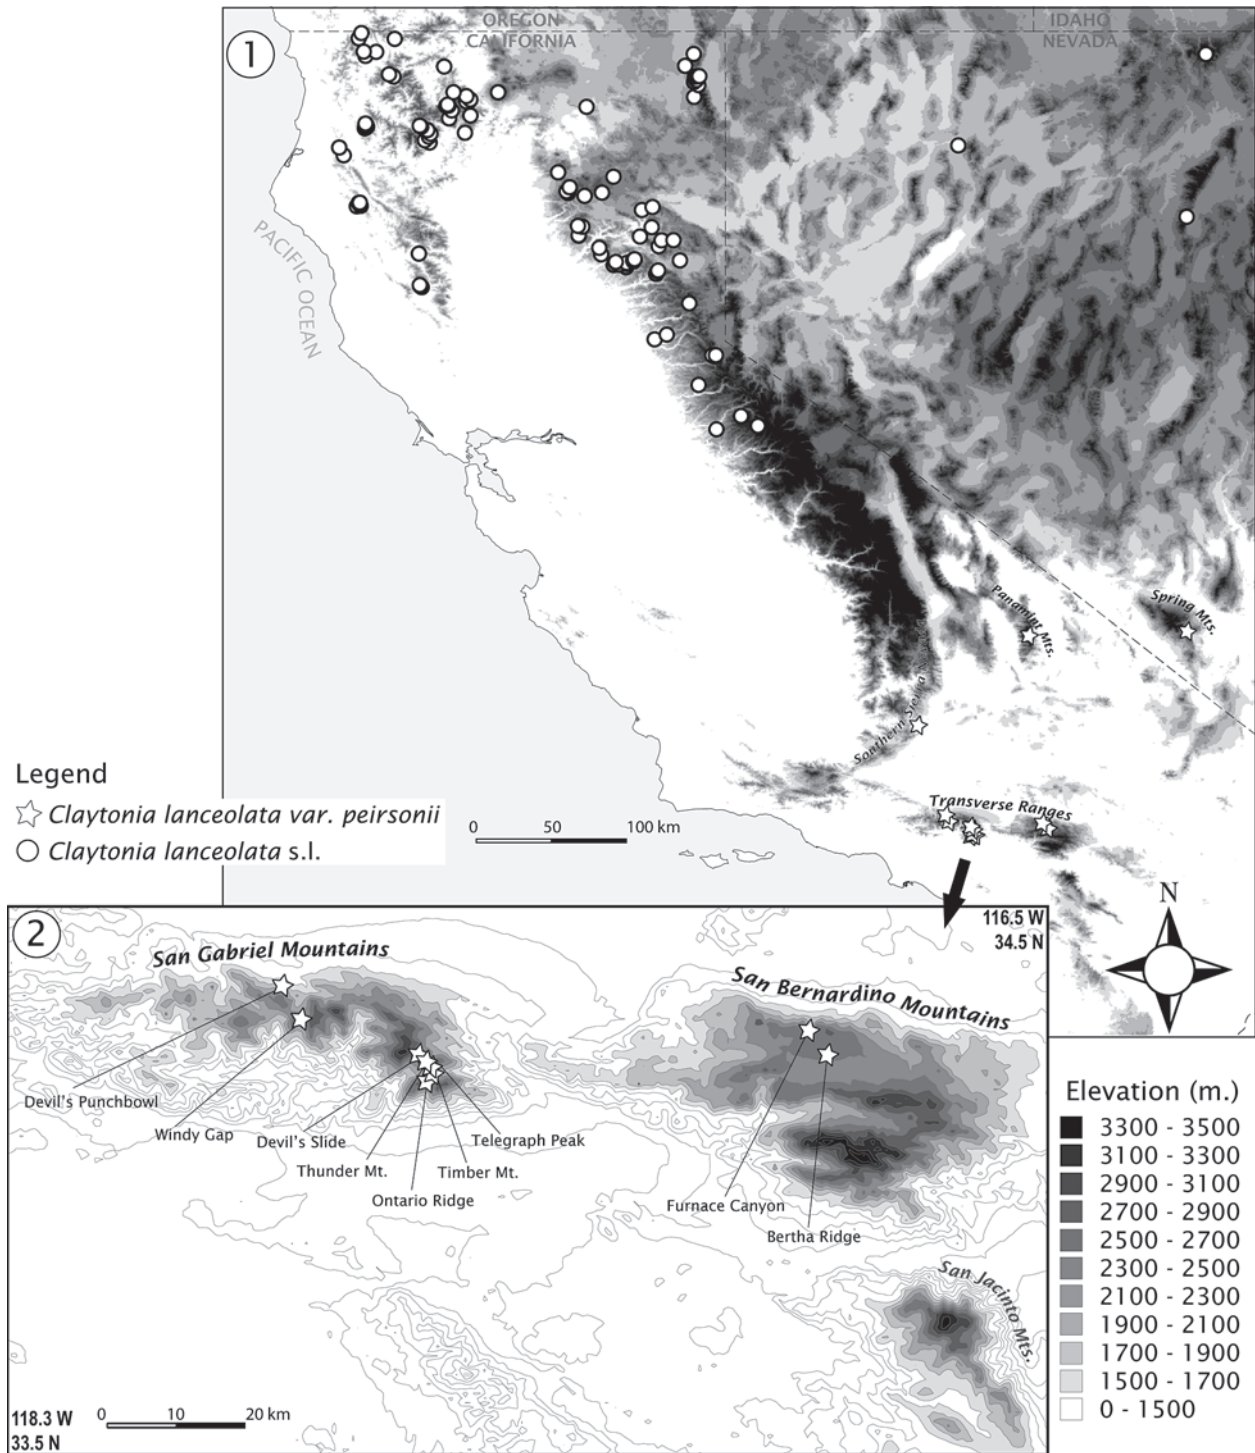 1
OREGON
CALIFORNIA
IDAHO
NEVADA
PACIFIC OCEAN
Panamint Mts.
Spring Mts.
Southern Sierra
Transverse Ranges
Legend
Claytonia lanceolata var. peirsonii
Claytonia lanceolata s.l.
0 50 100 km
N
2
116.5 W
34.5 N
San Gabriel Mountains
San Bernardino Mountains
Devil's Punchbowl
Windy Gap
Devil's Slide
Telegraph Peak
Thunder Mt.
Timber Mt.
Ontario Ridge
Furnace Canyon
Bertha Ridge
San Jacinto Mts.
118.3 W
33.5 N
0 10 20 km
Elevation (m.)
3300 - 3500
3100 - 3300
2900 - 3100
2700 - 2900
2500 - 2700
2300 - 2500
2100 - 2300
1900 - 2100
1700 - 1900
1500 - 1700
0 - 1500